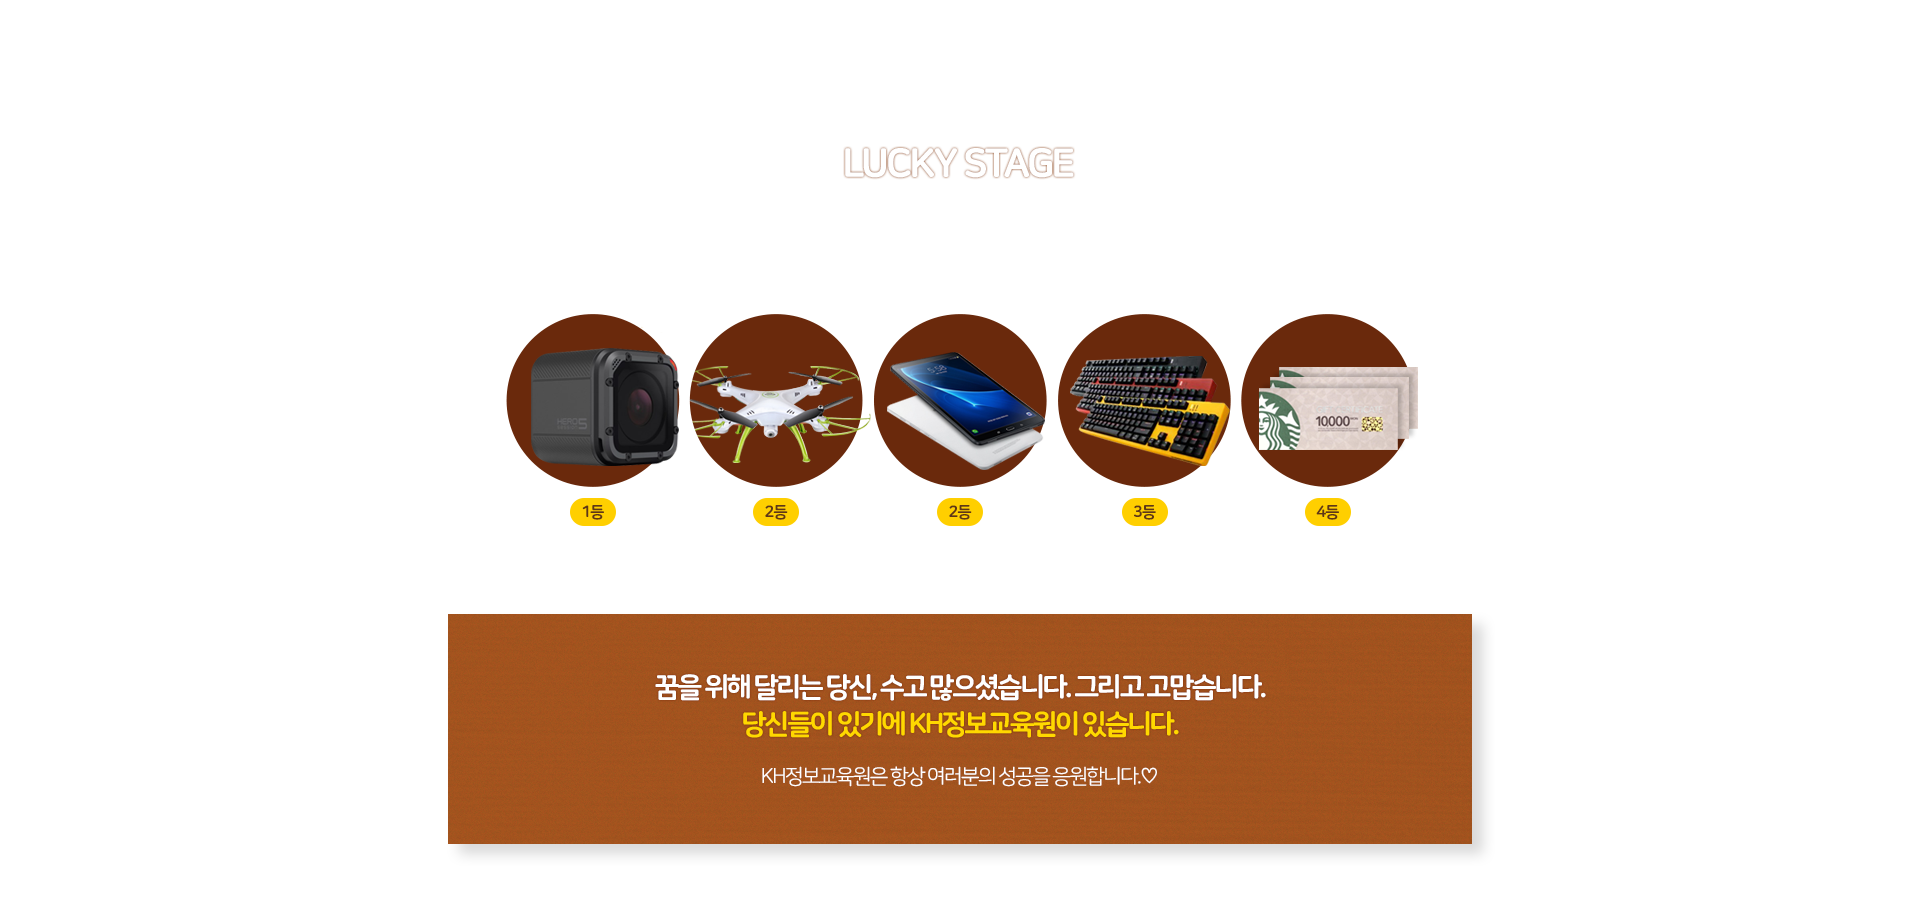 LUCKY STAGE
HERO5
10,000
1등
2등
2등
3등
4등
꿈을 위해 달리는 당신, 수고 많으셨습니다. 그리고 고맙습니다.
당신들이 있기에 KH정보교육원이 있습니다.
KH정보교육원은 항상 여러분의 성공을 응원합니다.♡